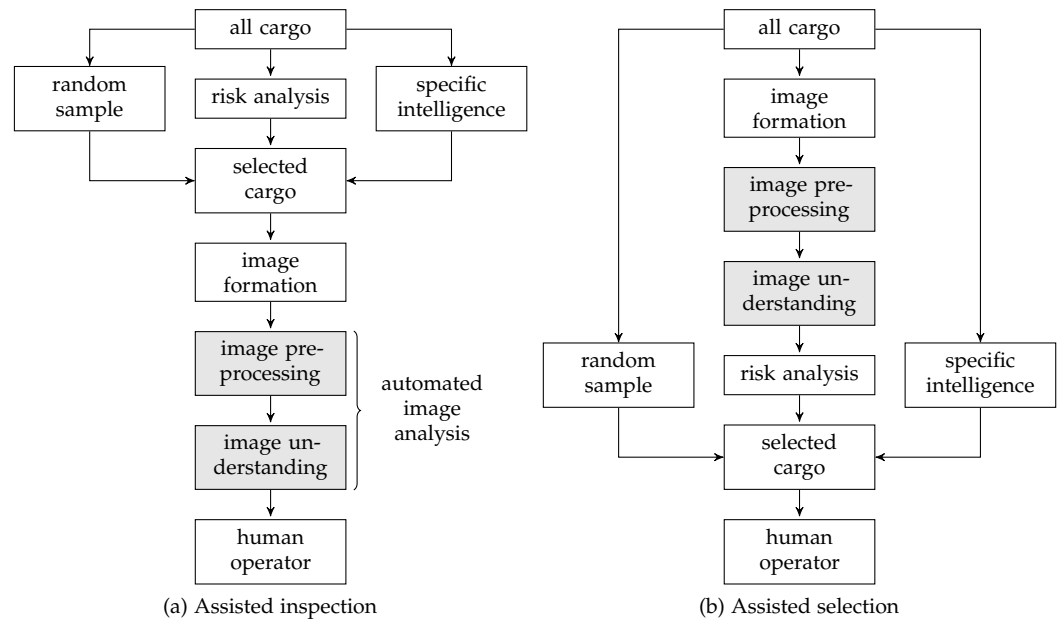 all cargo
random
sample
risk analysis
specific
intelligence
selected
cargo
image
formation
image pre-
processing
image un-
derstanding
automated
image
analysis
human
operator
(a) Assisted inspection
all cargo
image
formation
image pre-
processing
image un-
derstanding
random
sample
risk analysis
specific
intelligence
selected
cargo
human
operator
(b) Assisted selection